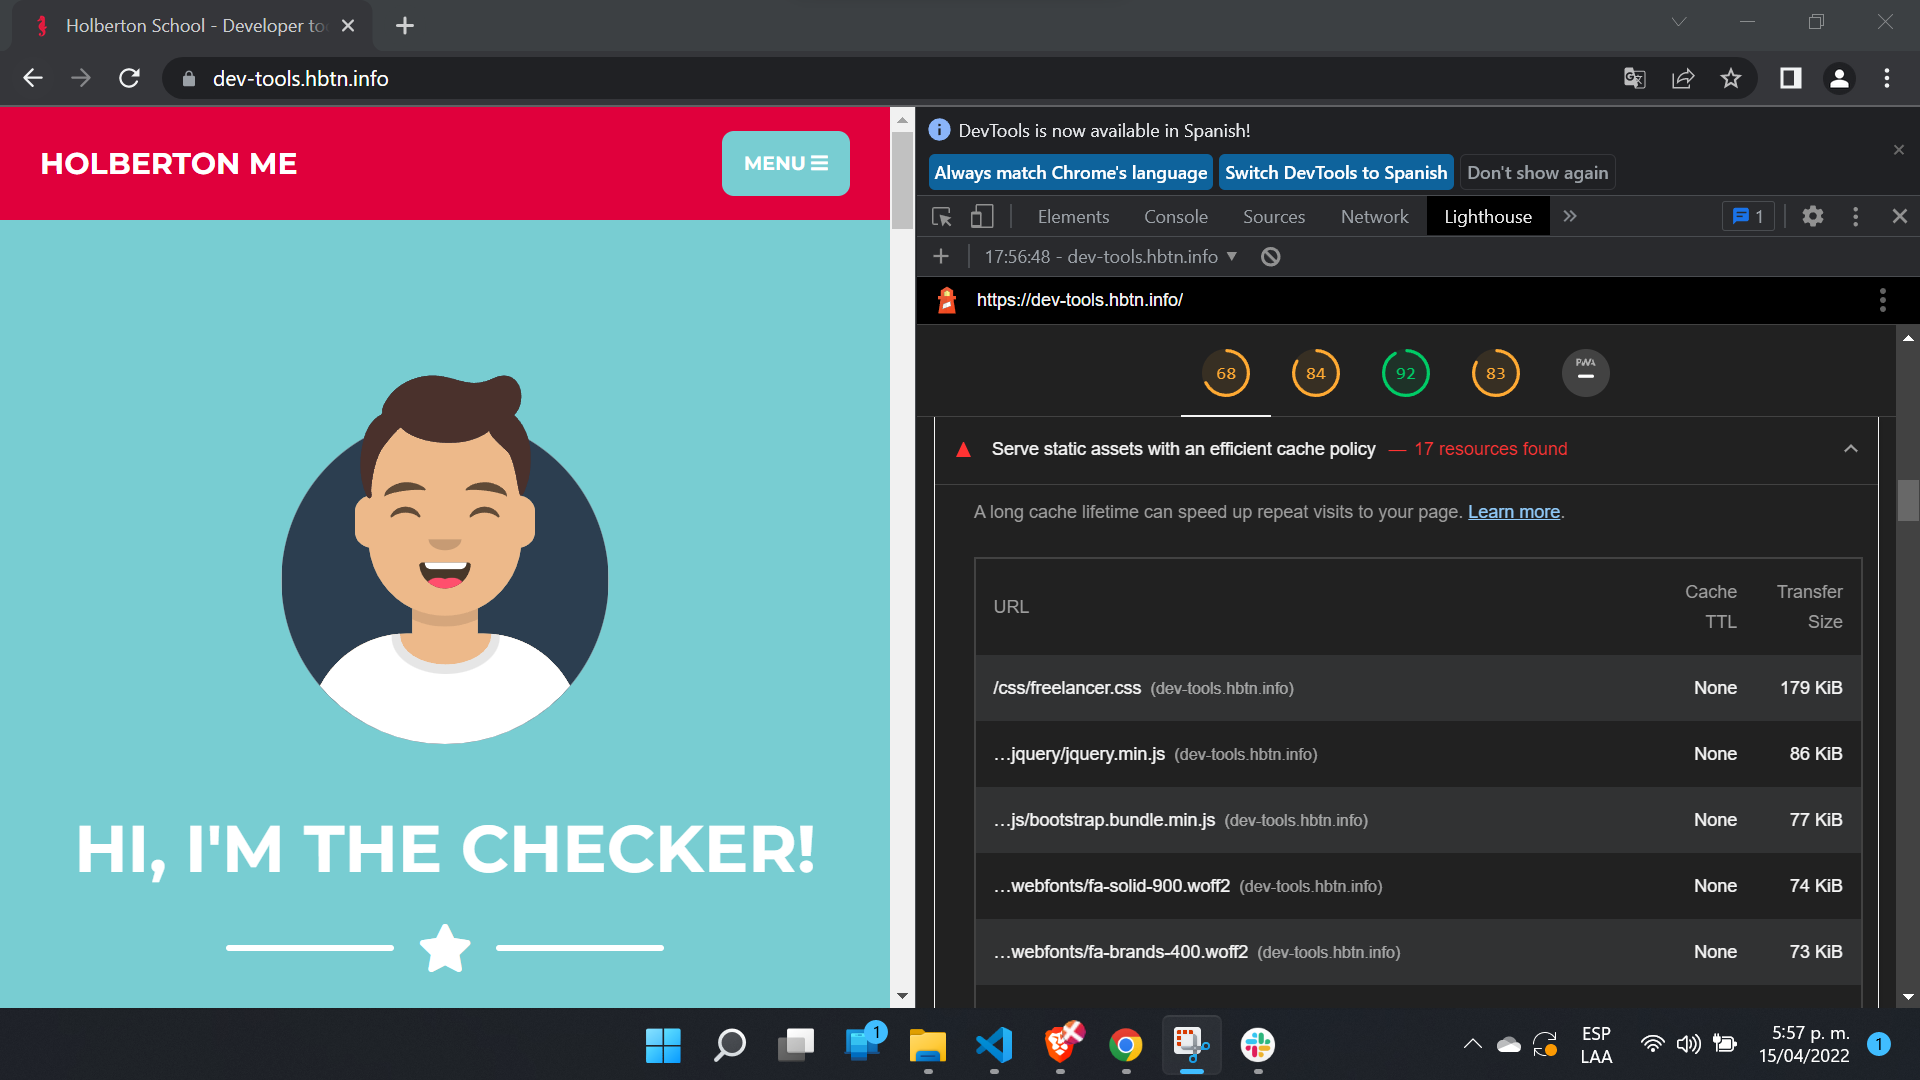 Holberton School - Developer to
dev-tools.hbtn.info
HOLBERTON ME
MENU
HI, I'M THE CHECKER!
DevTools is now available in Spanish!
Always match Chrome's language
Switch DevTools to Spanish
Don't show again
Elements
Console
Sources
Network
Lighthouse
1
17:56:48 - dev-tools.hbtn.info
https://dev-tools.hbtn.info/
68
84
92
83
PWA
Serve static assets with an efficient cache policy — 17 resources found
A long cache lifetime can speed up repeat visits to your page. Learn more.
URL
Cache
TTL
Transfer
Size
/css/freelancer.css (dev-tools.hbtn.info) None 179 KiB
…jquery/jquery.min.js (dev-tools.hbtn.info) None 86 KiB
…js/bootstrap.bundle.min.js (dev-tools.hbtn.info) None 77 KiB
…webfonts/fa-solid-900.woff2 (dev-tools.hbtn.info) None 74 KiB
…webfonts/fa-brands-400.woff2 (dev-tools.hbtn.info) None 73 KiB
1
ESP
LAA
5:57 p. m.
15/04/2022
1